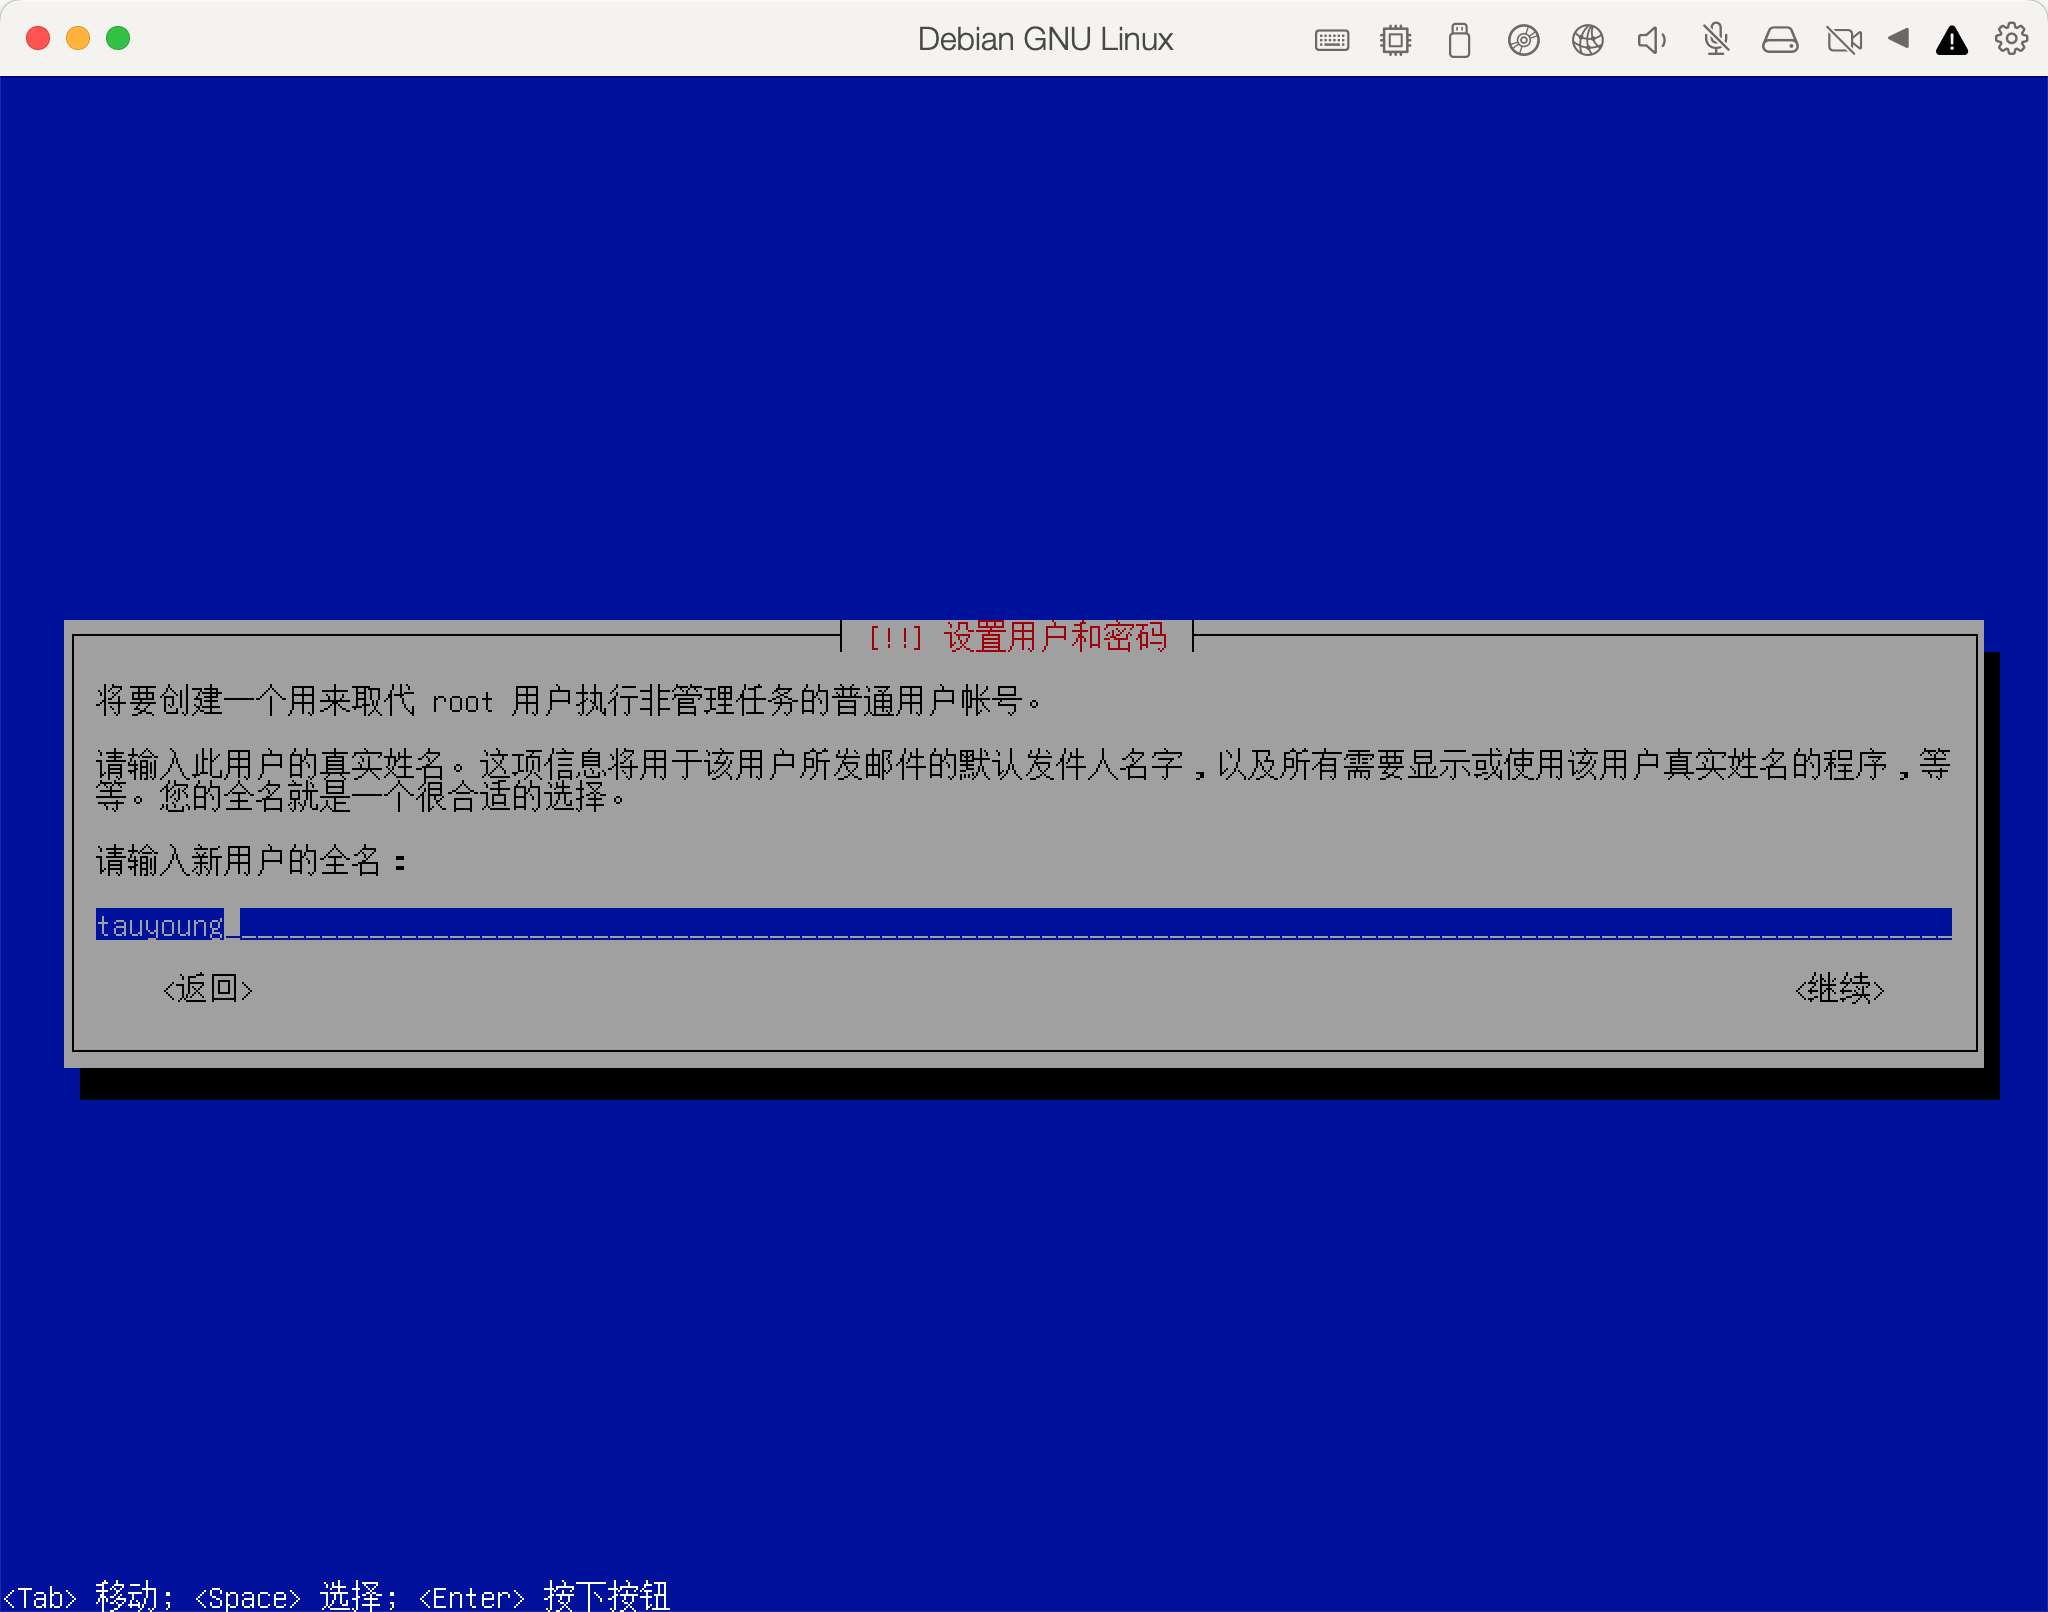 Debian GNU Linux
[!!] 设置用户和密码
将要创建一个用来取代 root 用户执行非管理任务的普通用户帐号。
请输入此用户的真实姓名。这项信息将用于该用户所发邮件的默认发件人名字，以及所有需要显示或使用该用户真实姓名的程序，等
等。您的全名就是一个很合适的选择。
请输入新用户的全名：
tauyoung
<返回> <继续>
<Tab> 移动; <Space> 选择; <Enter> 按下按钮